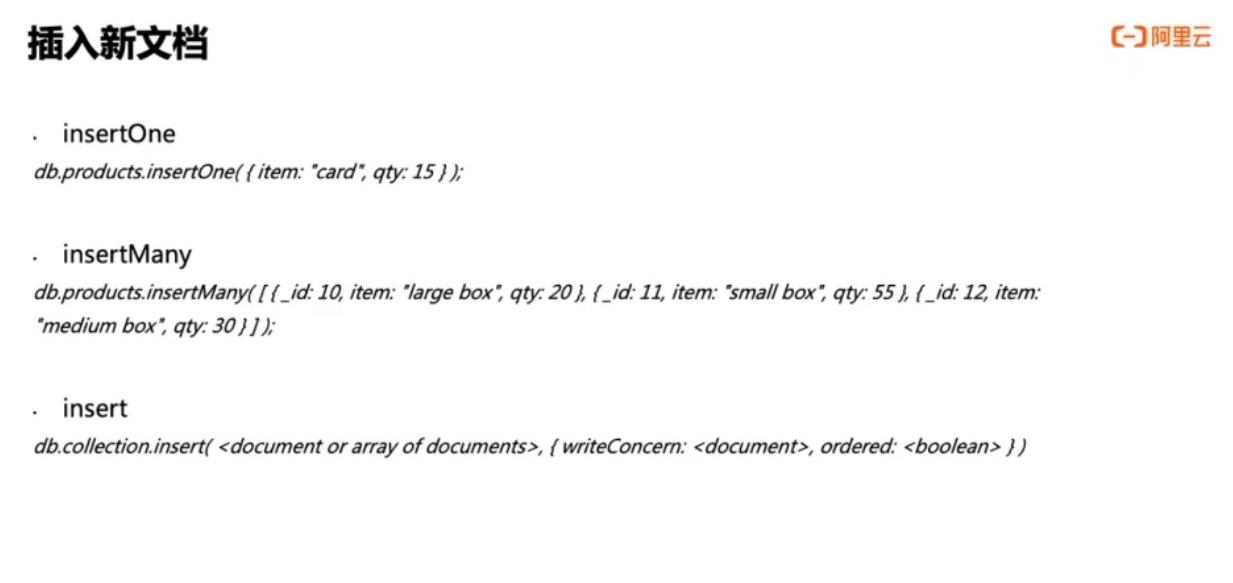 插入新文档
阿里云
· insertOne
db.products.insertOne( { item: "card", qty: 15 } );
· insertMany
db.products.insertMany( [ { _id: 10, item: "large box", qty: 20 }, { _id: 11, item: "small box", qty: 55 }, { _id: 12, item:
"medium box", qty: 30 } ] );
· insert
db.collection.insert( <document or array of documents>, { writeConcern: <document>, ordered: <boolean> } )